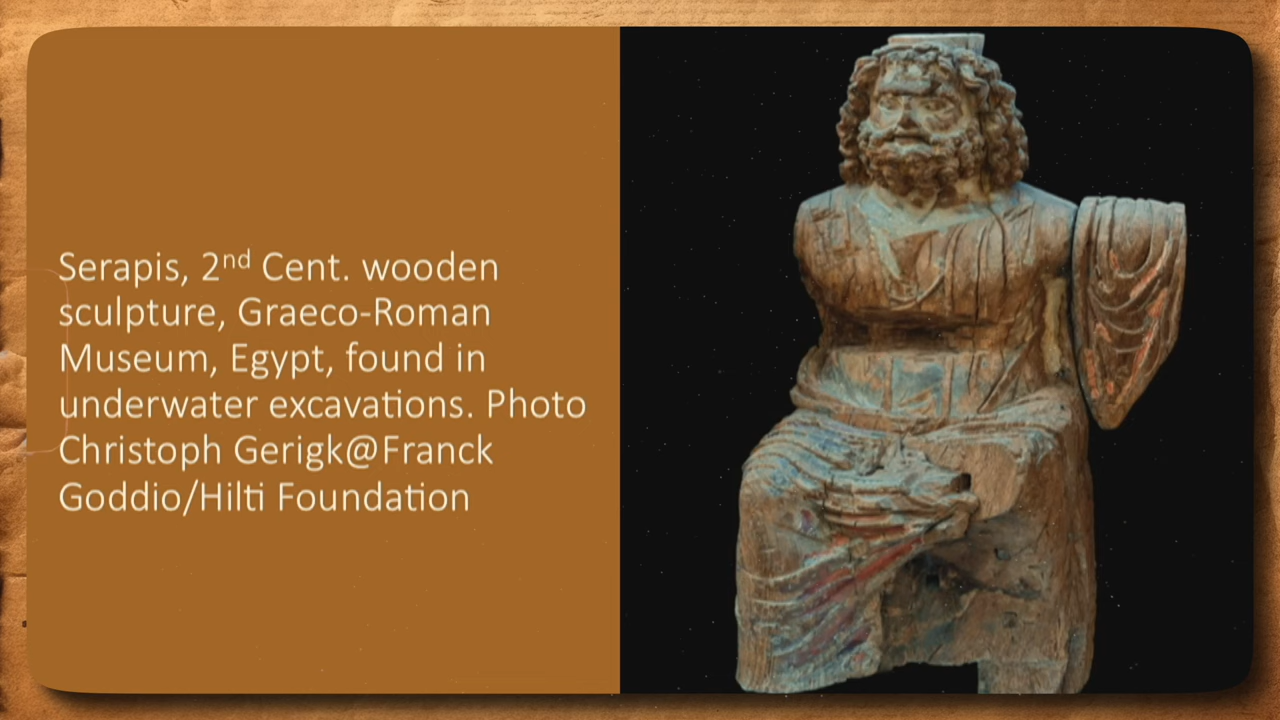 Serapis, 2nd Cent. wooden
sculpture, Graeco-Roman
Museum, Egypt, found in
underwater excavations. Photo
Christoph Gerigk@Franck
Goddio/Hilti Foundation